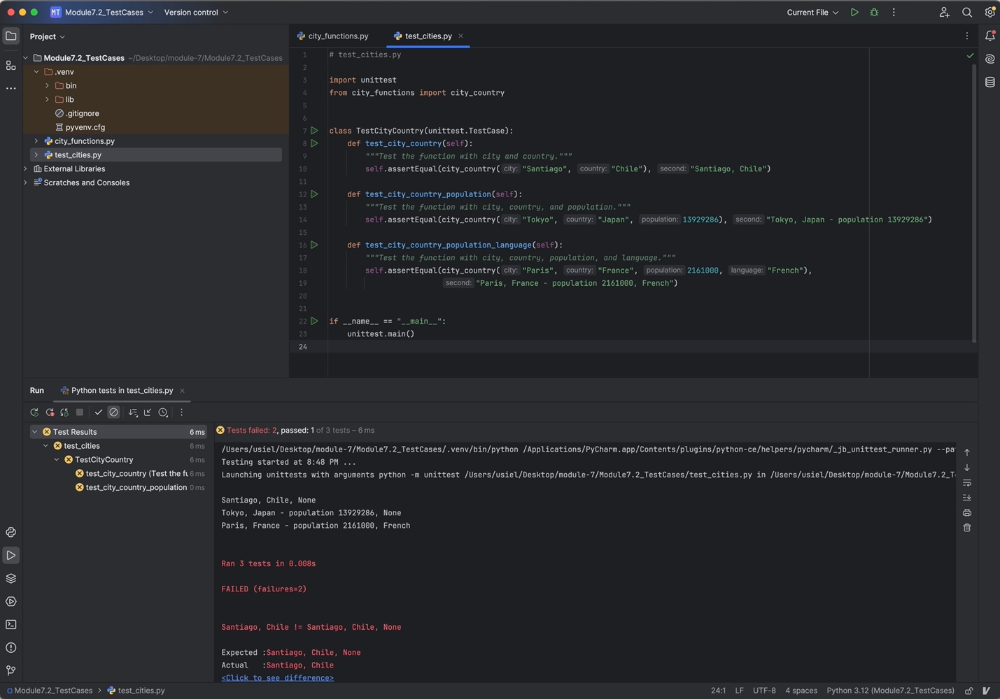 MT Module7.2_TestCases Version control Current File
Project
Module7.2_TestCases ~/Desktop/module-7/Module7.2_TestCases
.venv
bin
lib
.gitignore
pyvenv.cfg
city_functions.py
test_cities.py
External Libraries
Scratches and Consoles
city_functions.py test_cities.py
1 # test_cities.py
2
3 import unittest
4 from city_functions import city_country
5
6
7 class TestCityCountry(unittest.TestCase):
8 def test_city_country(self):
9 """Test the function with city and country."""
10 self.assertEqual(city_country( city: "Santiago", country: "Chile"), second: "Santiago, Chile")
11
12 def test_city_country_population(self):
13 """Test the function with city, country, and population."""
14 self.assertEqual(city_country( city: "Tokyo", country: "Japan", population: 13929286), second: "Tokyo, Japan - population 13929286")
15
16 def test_city_country_population_language(self):
17 """Test the function with city, country, population, and language."""
18 self.assertEqual(city_country( city: "Paris", country: "France", population: 2161000, language: "French"),
19 second: "Paris, France - population 2161000, French")
20
21
22 if __name__ == "__main__":
23 unittest.main()
24
Run Python tests in test_cities.py
Test Results 6 ms
test_cities 6 ms
TestCityCountry 6 ms
test_city_country (Test the fu 6 ms
test_city_country_population 0 ms
Tests failed: 2, passed: 1 of 3 tests – 6 ms
/Users/usiel/Desktop/module-7/Module7.2_TestCases/.venv/bin/python /Applications/PyCharm.app/Contents/plugins/python-ce/helpers/pycharm/_jb_unittest_runner.py --pa
Testing started at 8:48 PM ...
Launching unittests with arguments python -m unittest /Users/usiel/Desktop/module-7/Module7.2_TestCases/test_cities.py in /Users/usiel/Desktop/module-7/Module7.2_T
Santiago, Chile, None
Tokyo, Japan - population 13929286, None
Paris, France - population 2161000, French
Ran 3 tests in 0.008s
FAILED (failures=2)
Santiago, Chile != Santiago, Chile, None
Expected :Santiago, Chile, None
Actual :Santiago, Chile
<Click to see difference>
Module7.2_TestCases > test_cities.py 24:1 LF UTF-8 4 spaces Python 3.12 (Module7.2_TestCases)